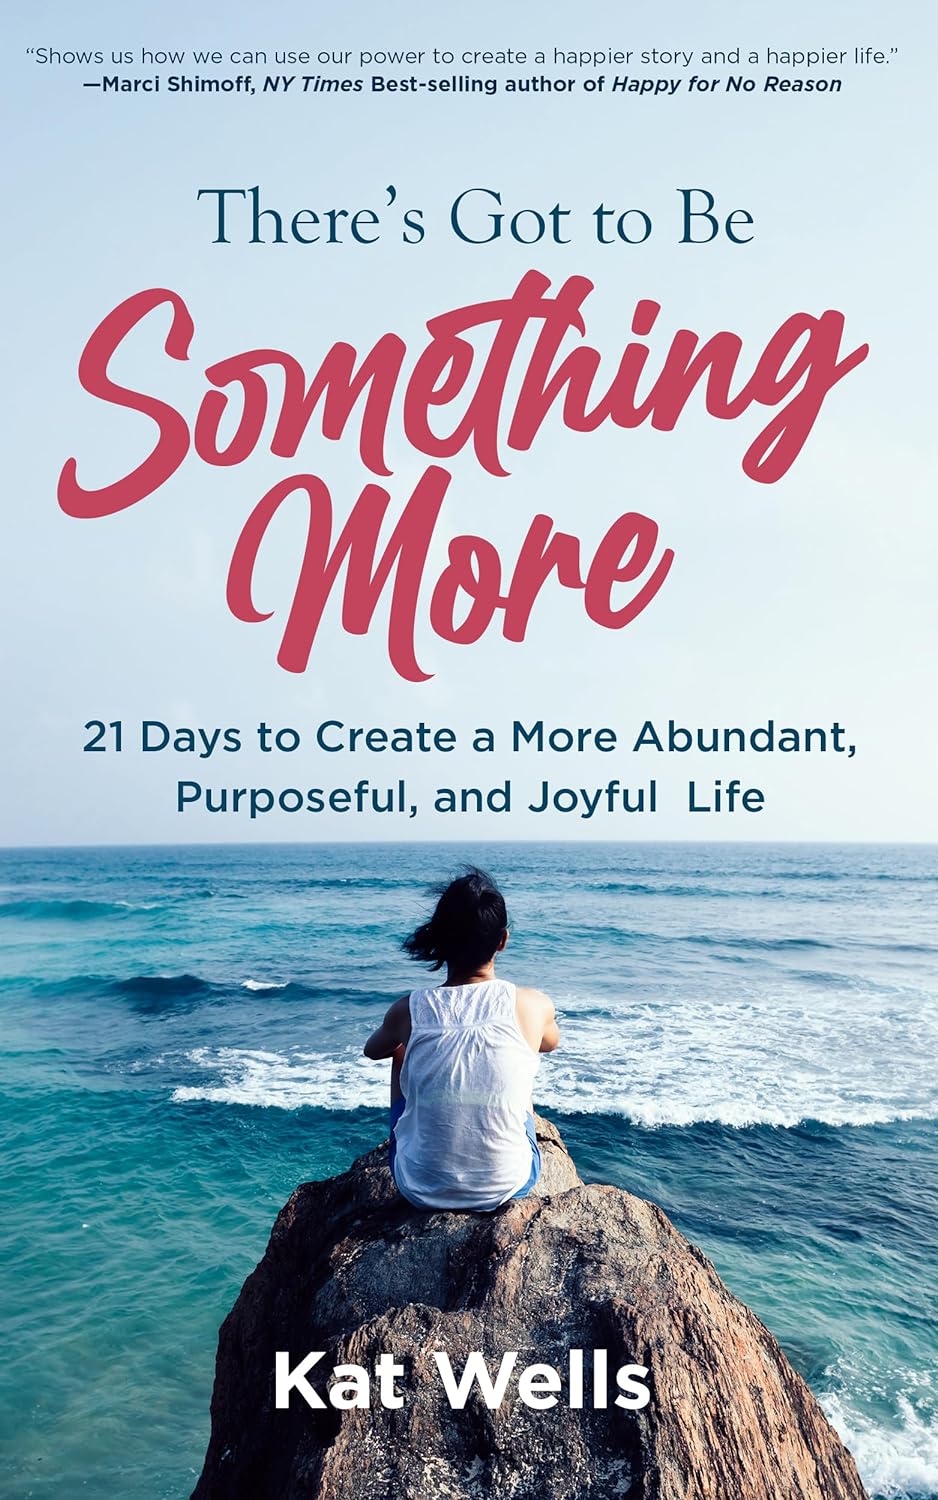 “Shows us how we can use our power to create a happier story and a happier life.”
—Marci Shimoff, NY Times Best-selling author of Happy for No Reason
There’s Got to Be
Something
More
21 Days to Create a More Abundant,
Purposeful, and Joyful Life
Kat Wells